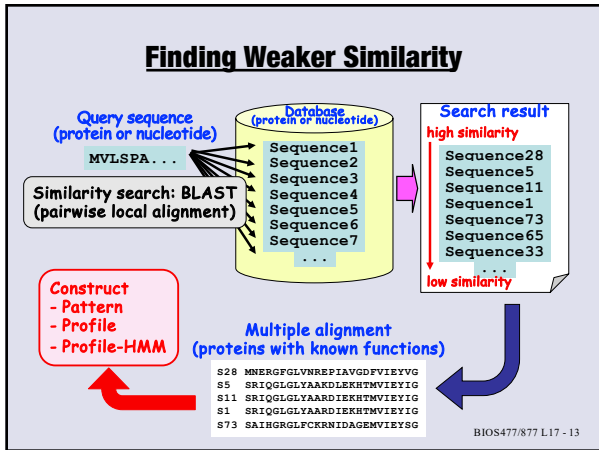 Finding Weaker Similarity
Query sequence
(protein or nucleotide)
MVLSPA...
Similarity search: BLAST
(pairwise local alignment)
Database
(protein or nucleotide)
Sequence1
Sequence2
Sequence3
Sequence4
Sequence5
Sequence6
Sequence7
...
Search result
high similarity
Sequence28
Sequence5
Sequence11
Sequence1
Sequence73
Sequence65
Sequence33
...
low similarity
Construct
- Pattern
- Profile
- Profile-HMM
Multiple alignment
(proteins with known functions)
S28 MNERGFGLVNREPIAVGDFVIEYVG
S5 SRIQGLGLYAAKDLEKHTMVIEYIG
S11 SRIQGLGLYAARDIEKHTMVIEYIG
S1 SRIQGLGLYAARDIEKHTMVIEYIG
S73 SAIHGRGLFCKRNIDAGEMVIEYSG
BIOS477/877 L17 - 13